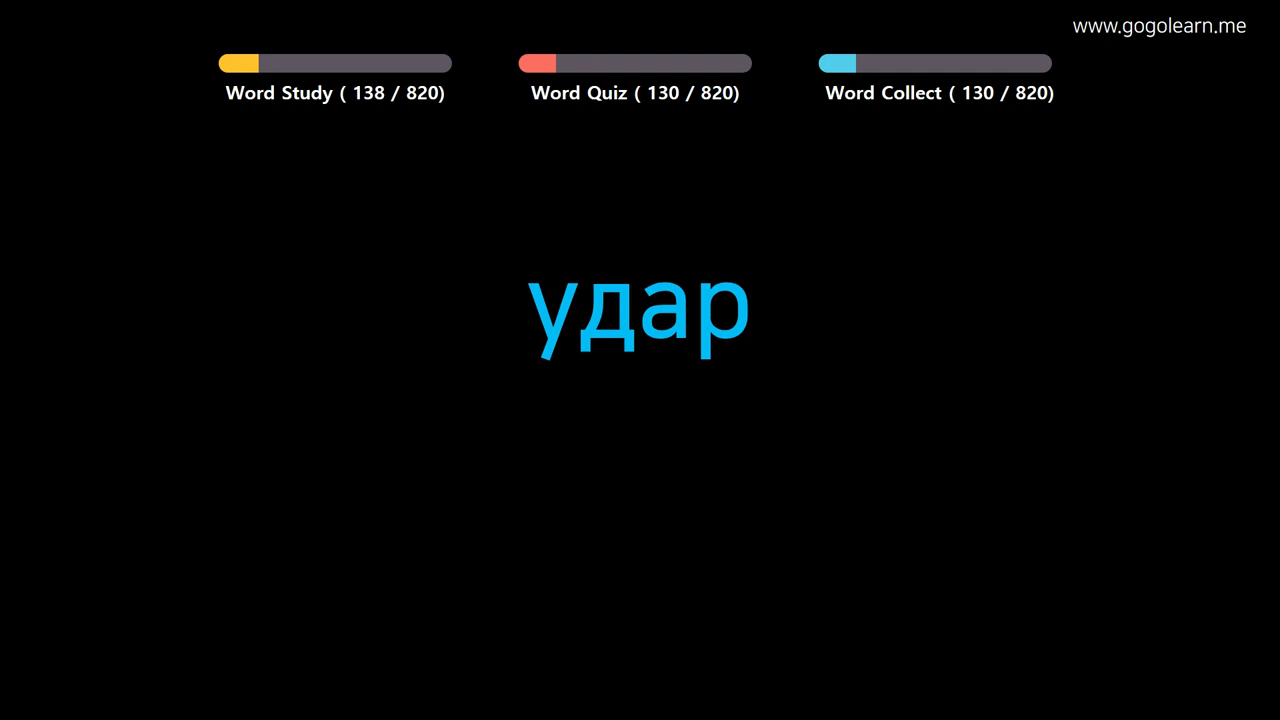 www.gogolearn.me
Word Study ( 138 / 820)
Word Quiz ( 130 / 820)
Word Collect ( 130 / 820)
удар